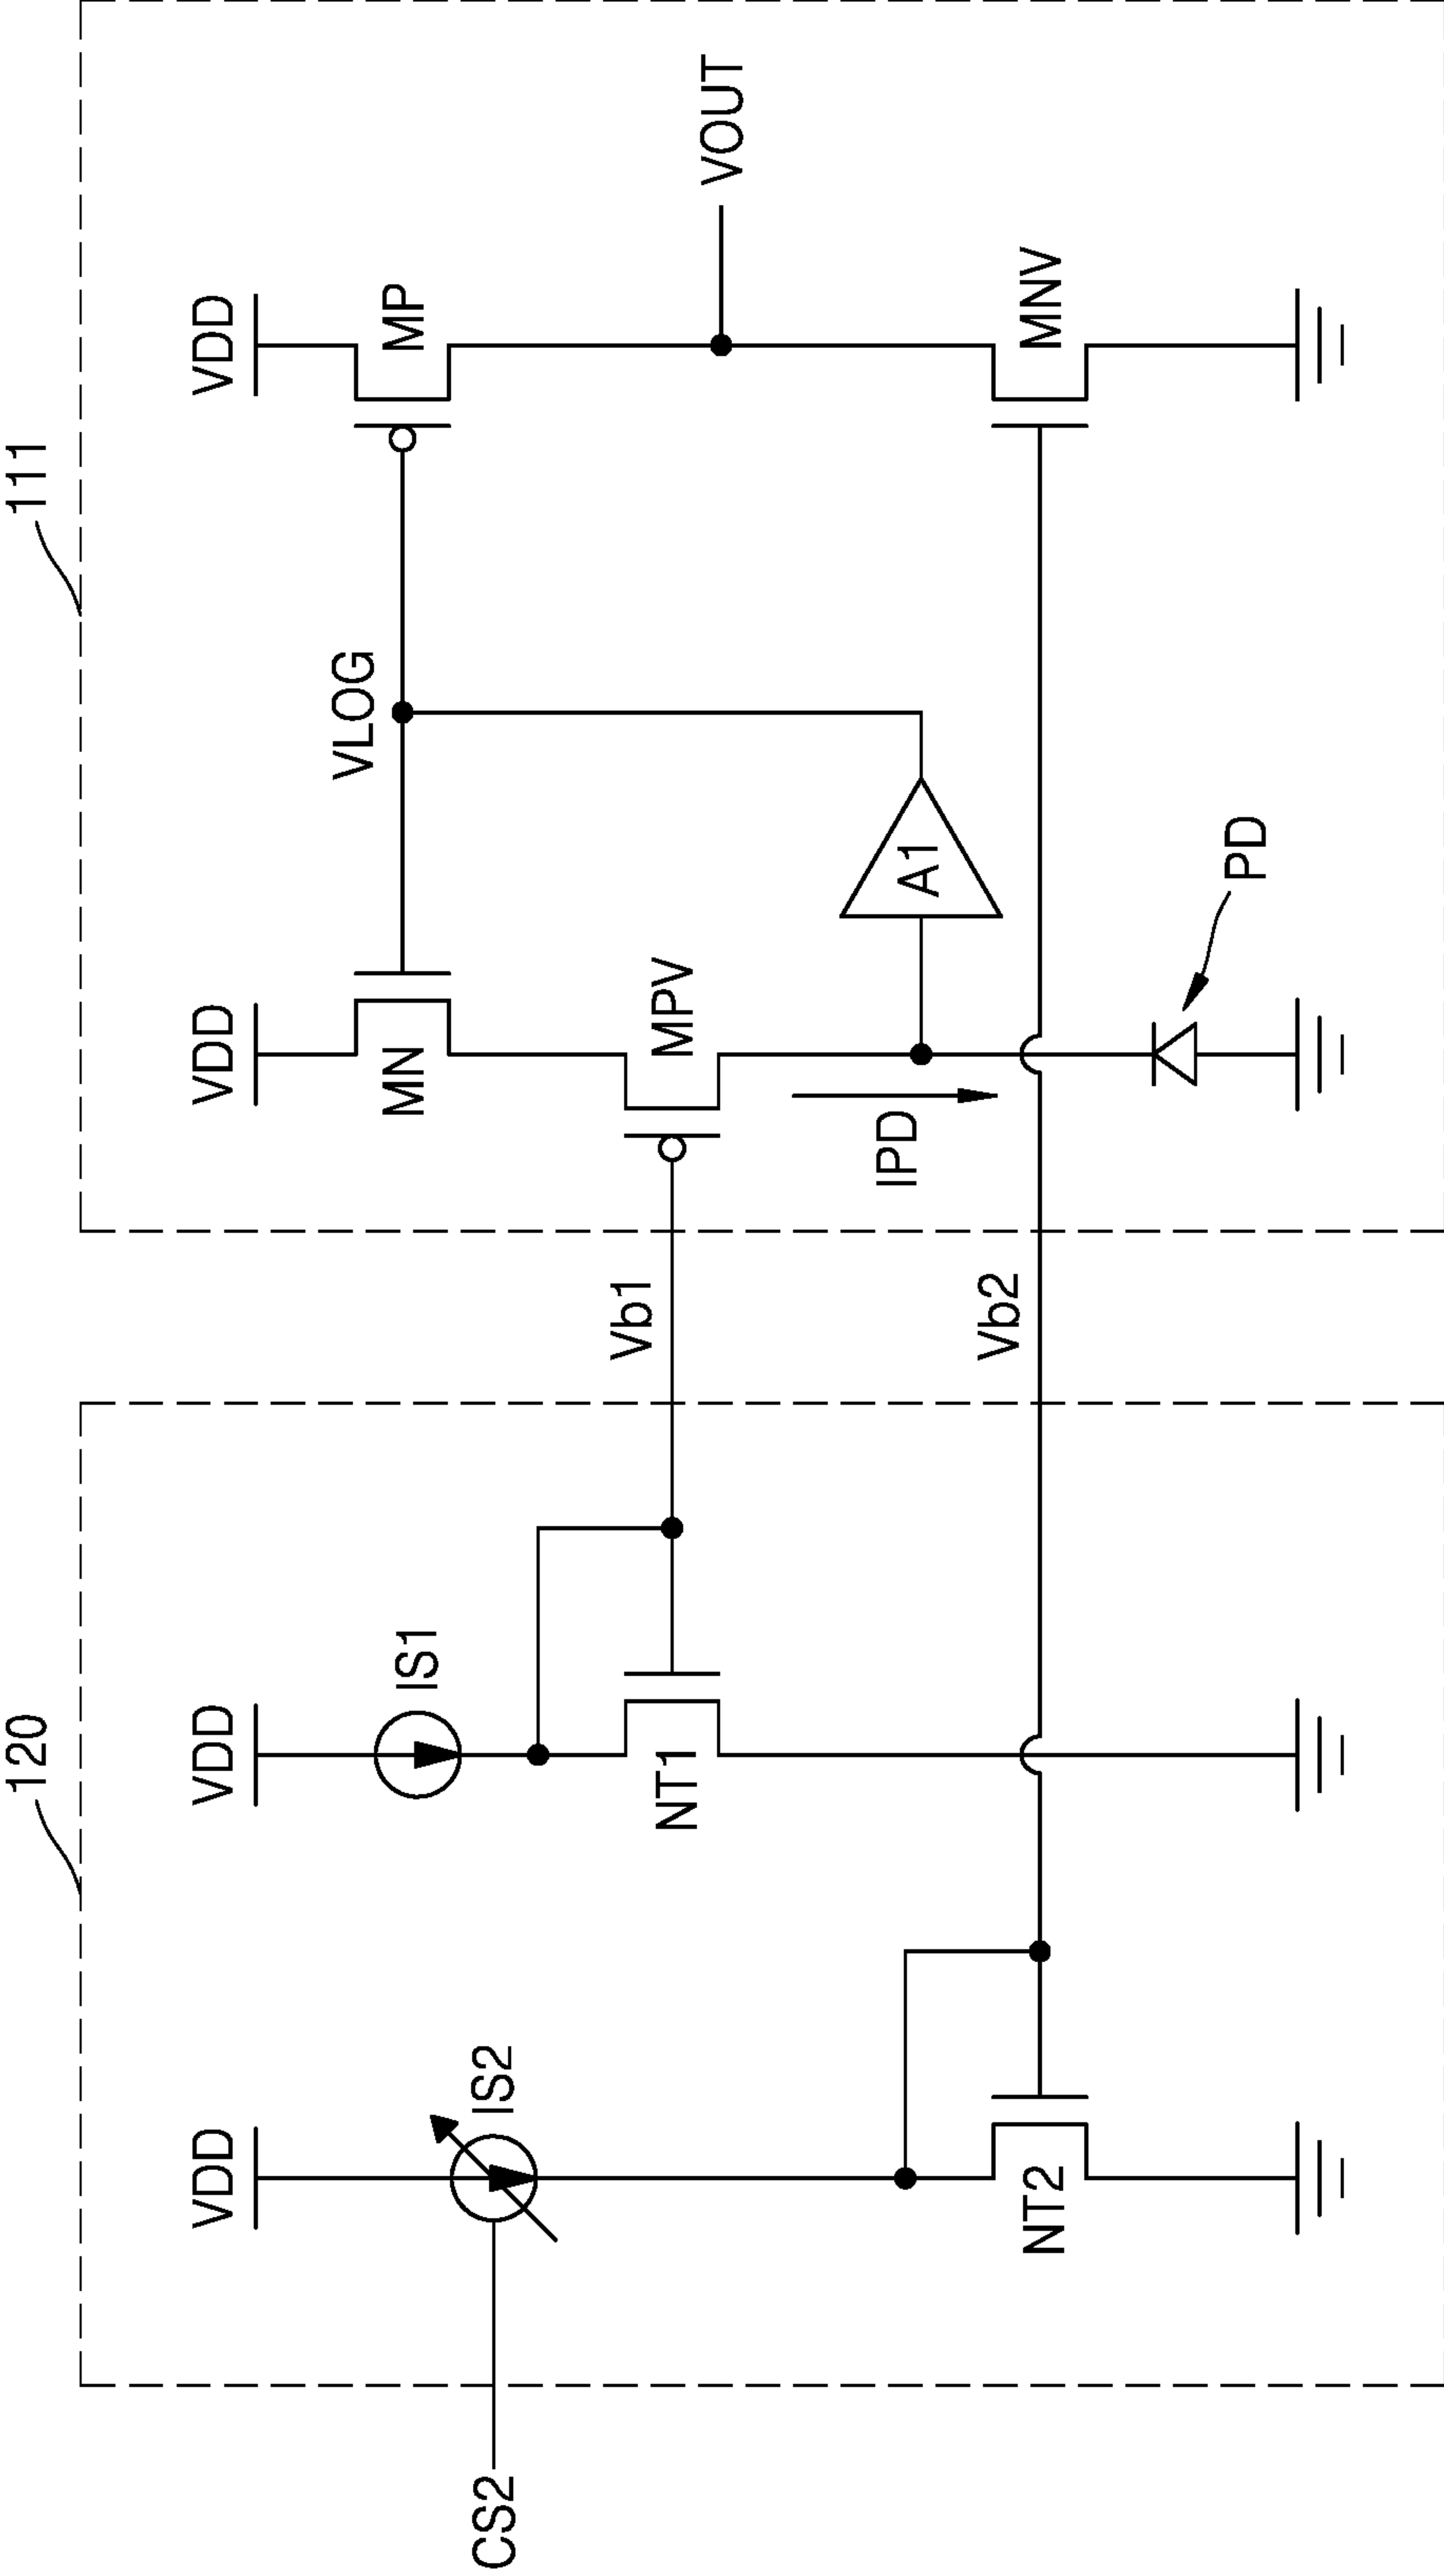 120
111
VDD
VDD
VDD
VDD
IS2
IS1
CS2
VLOG
MN
MP
Vb1
MPV
VOUT
NT1
IPD
A1
Vb2
NT2
MNV
PD